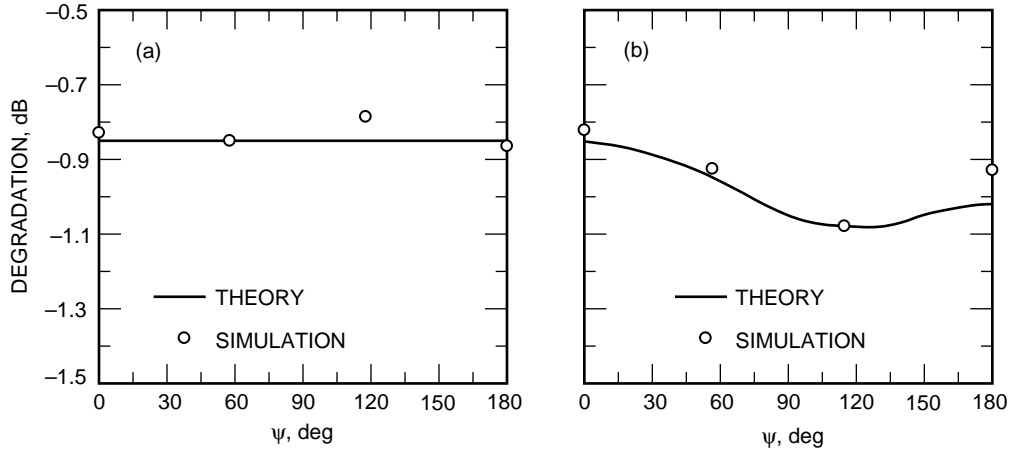 DEGRADATION, dB
–0.5
–0.7
–0.9
–1.1
–1.3
–1.5
(a)
THEORY
SIMULATION
0 30 60 90 120 150 180
ψ, deg
(b)
THEORY
SIMULATION
0 30 60 90 120 150 180
ψ, deg